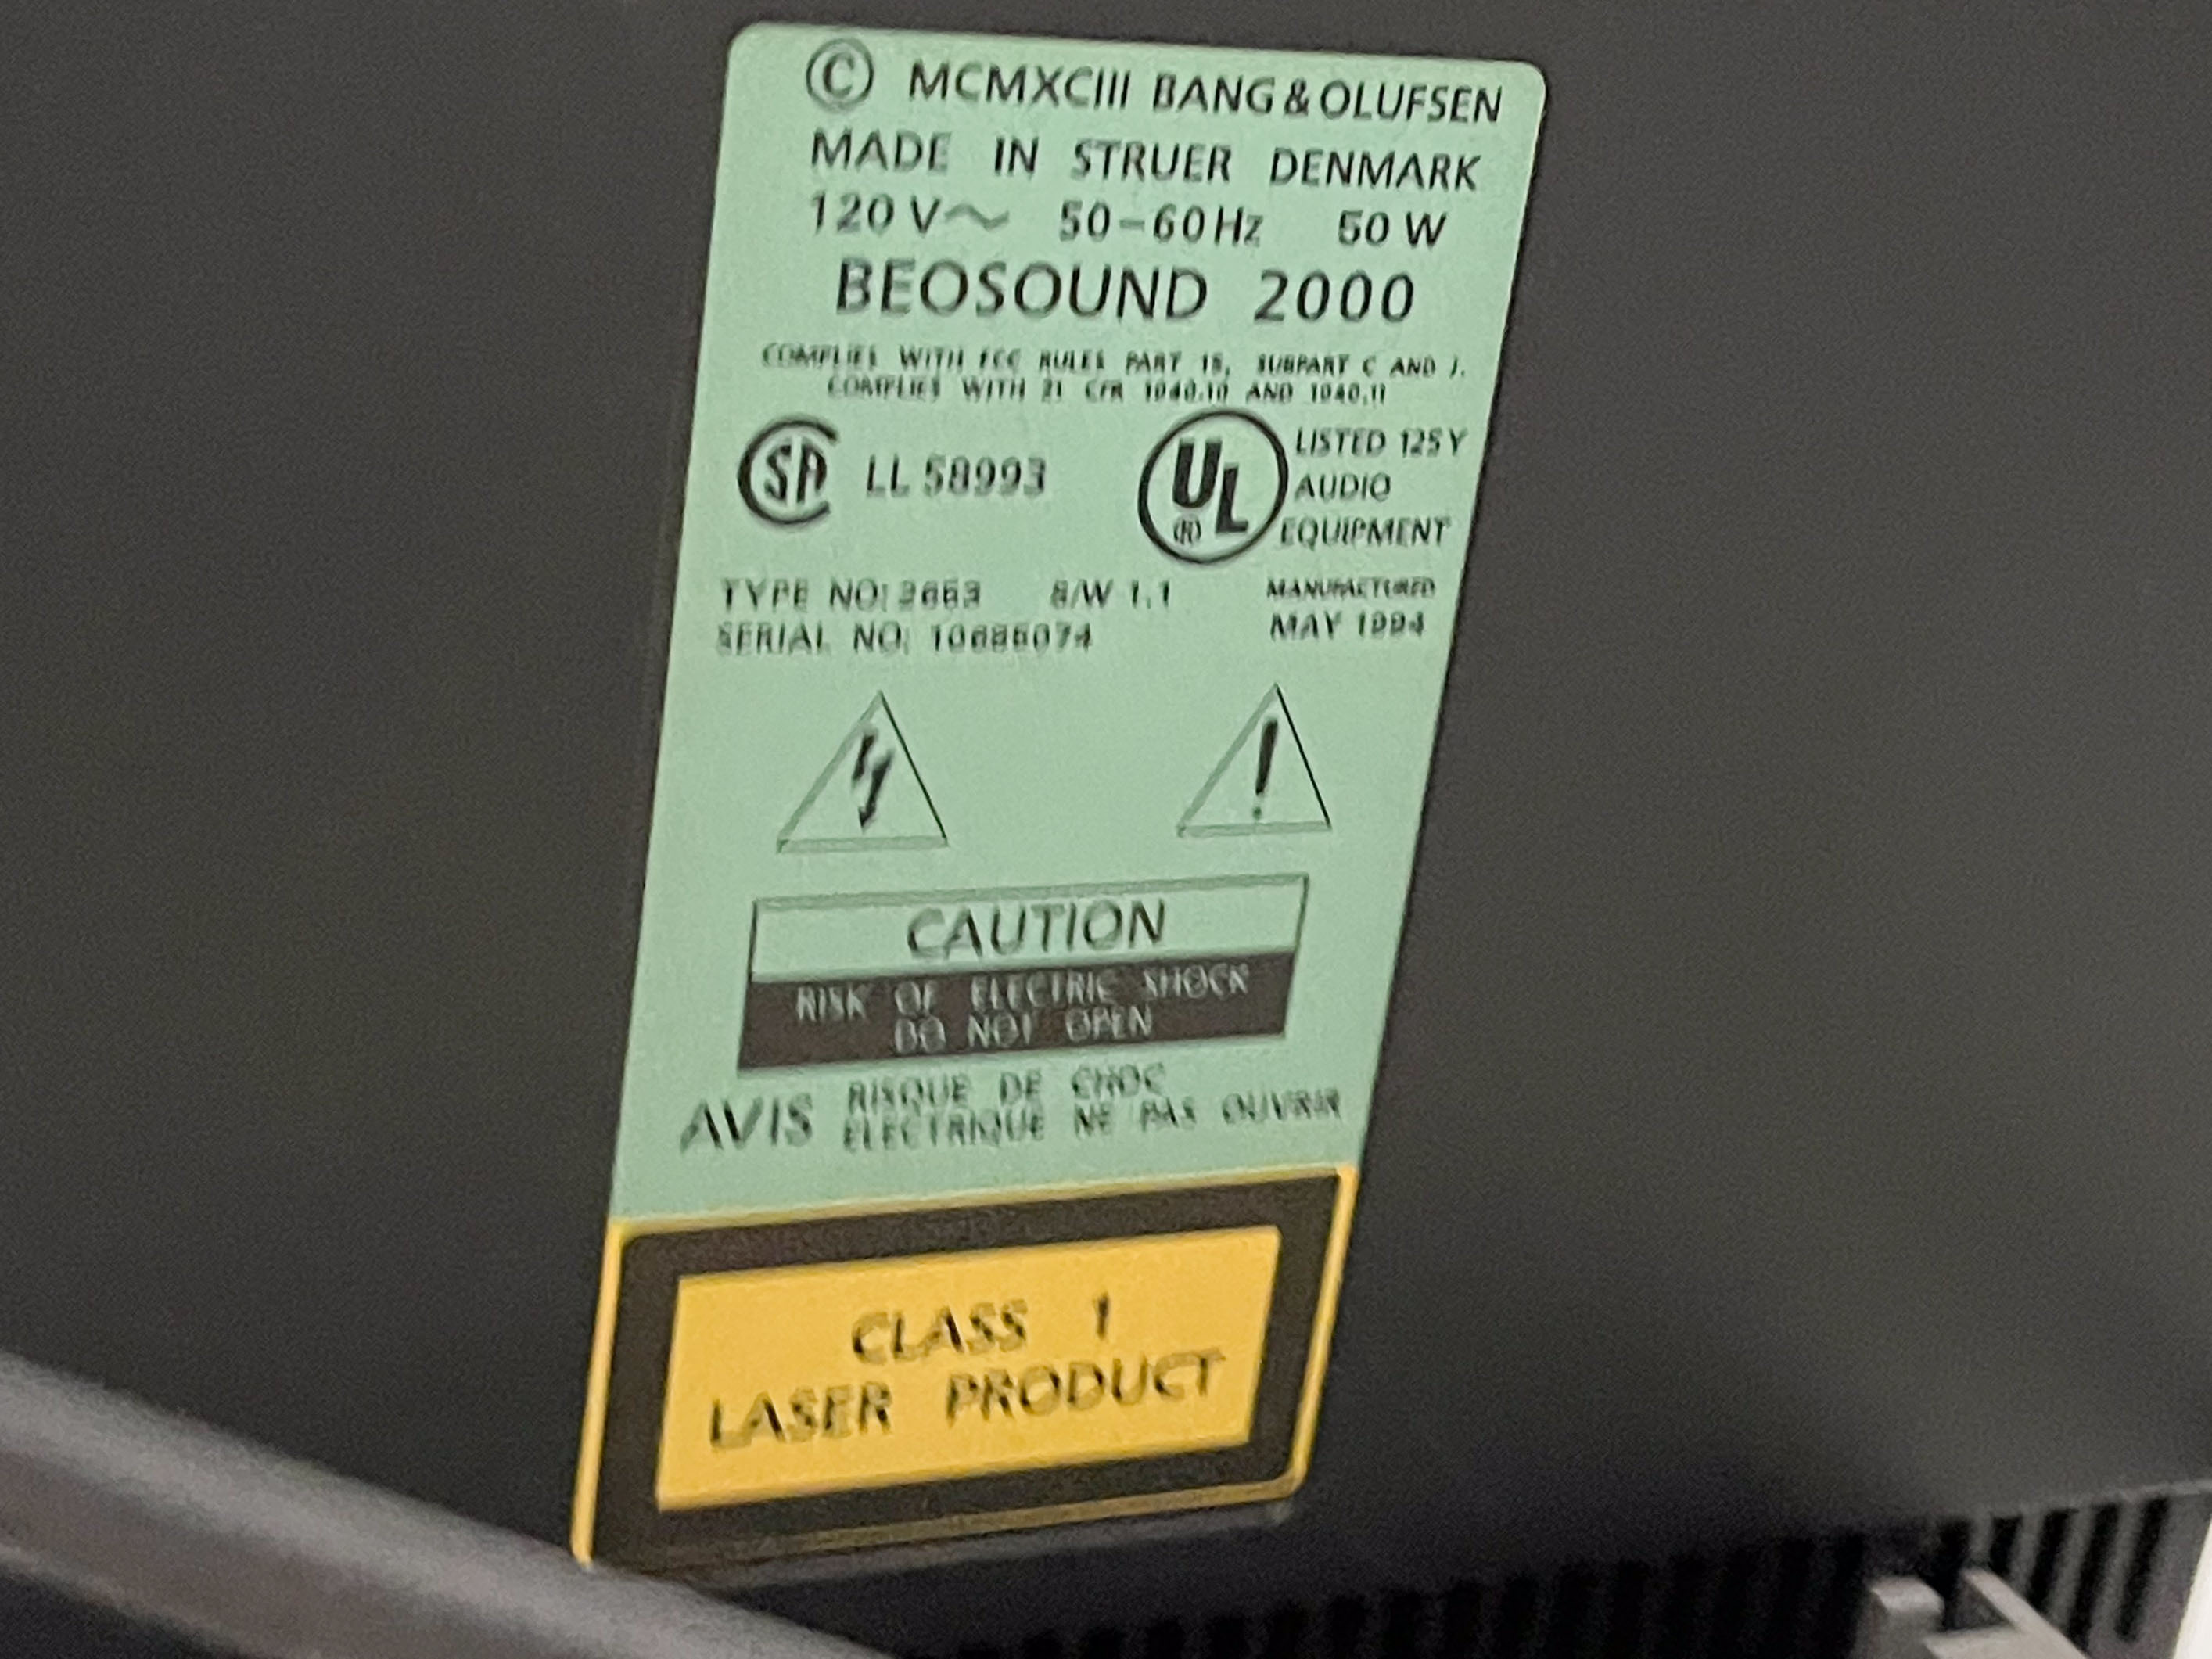 © MCMXCIII BANG & OLUFSEN
MADE IN STRUER DENMARK
120 V~ 50-60Hz 50 W
BEOSOUND 2000
COMPLIES WITH FCC RULES PART 15, SUBPART C AND J.
COMPLIES WITH 21 CFR 1040.10 AND 1040.11
SA LL 58993
UL ® LISTED 125Y
AUDIO
EQUIPMENT
TYPE NO: S/W 1.1
SERIAL NO:
MANUFACTURED
MAY 1994
CAUTION
RISK OF ELECTRIC SHOCK
DO NOT OPEN
AVIS RISQUE DE CHOC
ELECTRIQUE NE PAS OUVRIR
CLASS 1
LASER PRODUCT